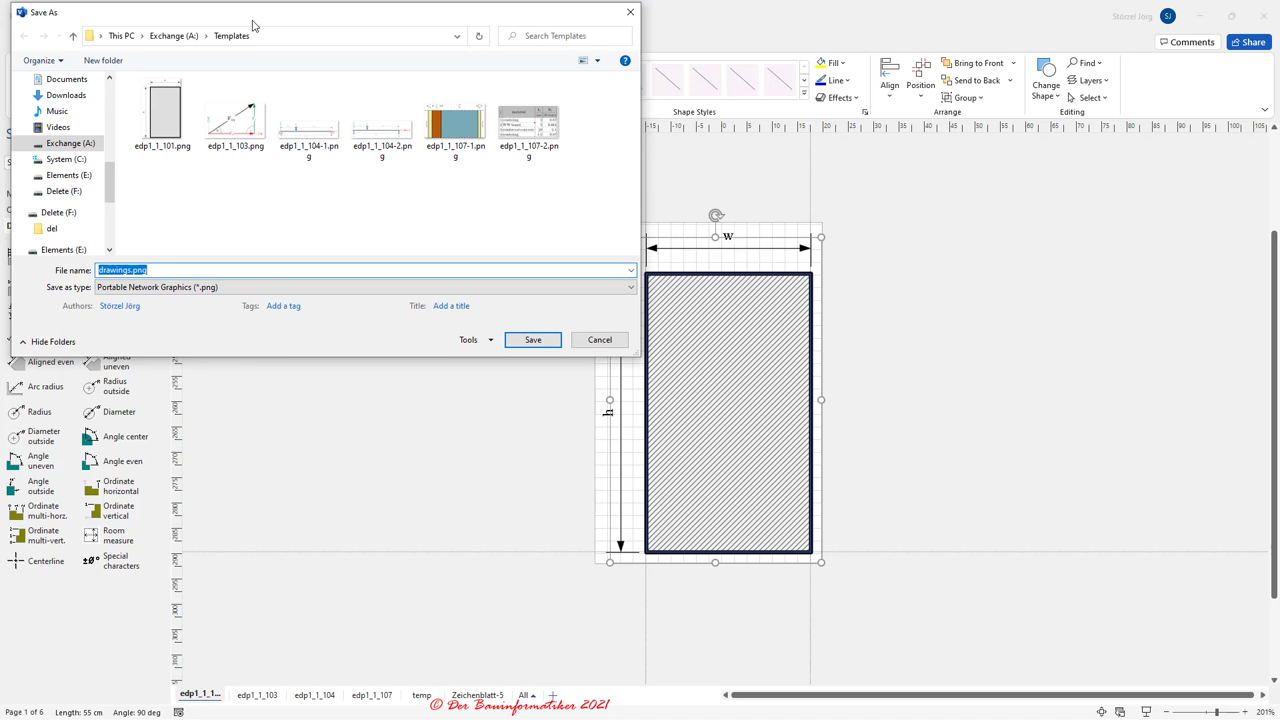 Save As
Störzel Jörg
SJ
This PC
Exchange (A:)
Templates
Search Templates
Comments
Share
Organize
New folder
Documents
Downloads
Music
Videos
Exchange (A:)
System (C:)
Elements (E:)
Delete (F:)
Delete (F:)
del
Elements (E:)
edp1_1_101.png
edp1_1_103.png
edp1_1_104-1.pn
g
edp1_1_104-2.pn
g
edp1_1_107-1.pn
g
edp1_1_107-2.pn
g
File name:
drawings.png
Save as type:
Portable Network Graphics (*.png)
Authors:
Störzel Jörg
Tags:
Add a tag
Title:
Add a title
Hide Folders
Tools
Save
Cancel
Fill
Line
Effects
Shape Styles
Align
Position
Bring to Front
Send to Back
Group
Arrange
Change
Shape
Find
Layers
Select
Editing
w
h
Aligned even
Aligned
uneven
Arc radius
Radius
outside
Radius
Diameter
Diameter
outside
Angle center
Angle
uneven
Angle even
Angle
outside
Ordinate
horizontal
Ordinate
multi-horz.
Ordinate
vertical
Ordinate
multi-vert.
Room
measure
Centerline
Special
characters
edp1_1_1...
edp1_1_103
edp1_1_104
edp1_1_107
temp
Zeichenblatt-5
All
© Der Bauinformatiker 2021
Page 1 of 6
Length: 55 cm
Angle: 90 deg
201%